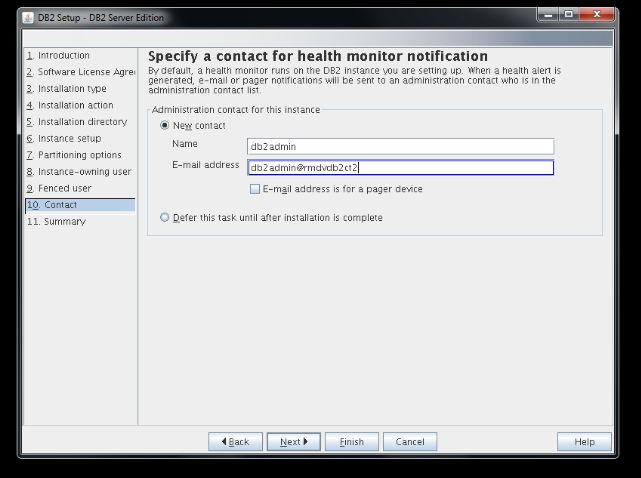 DB2 Setup - DB2 Server Edition
1. Introduction
2. Software License Agree
3. Installation type
4. Installation action
5. Installation directory
6. Instance setup
7. Partitioning options
8. Instance-owning user
9. Fenced user
10. Contact
11. Summary
Specify a contact for health monitor notification
By default, a health monitor runs on the DB2 instance you are setting up. When a health alert is
generated, e-mail or pager notifications will be sent to an administration contact who is in the
administration contact list.
Administration contact for this instance
New contact
Name
db2admin
E-mail address
db2admin@rmdvdb2ct2
E-mail address is for a pager device
Defer this task until after installation is complete
Back
Next
Finish
Cancel
Help